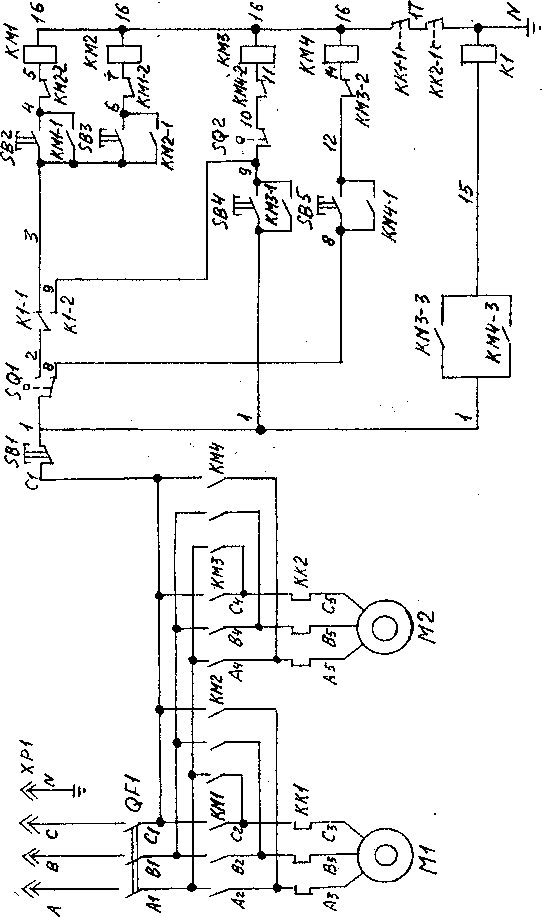 16 16 16 16 17 N
KM1 KM2 KM3 KM4 KK1-1 KK2-1 K1
5 KM2-2 7 KM1-2 KM4-2 11 14 KM3-2
4 6 10 12
SB2 KM1-1 SB3 KM2-1 SQ2 9
SB4 KM3-1 SB5 KM4-1 15
3 8
9
K1-1 K1-2
KM3-3 KM4-3
2 8
SQ1
1 1 1
SB1
C1
KM4
KM3 KK2
C4 C5
B4 B5 M2
A4 A5
KM2
XP1
N
QF1
C C1 KM1 C2 KK1 C3
B B1 B2 B3 M1
A A1 A2 A3